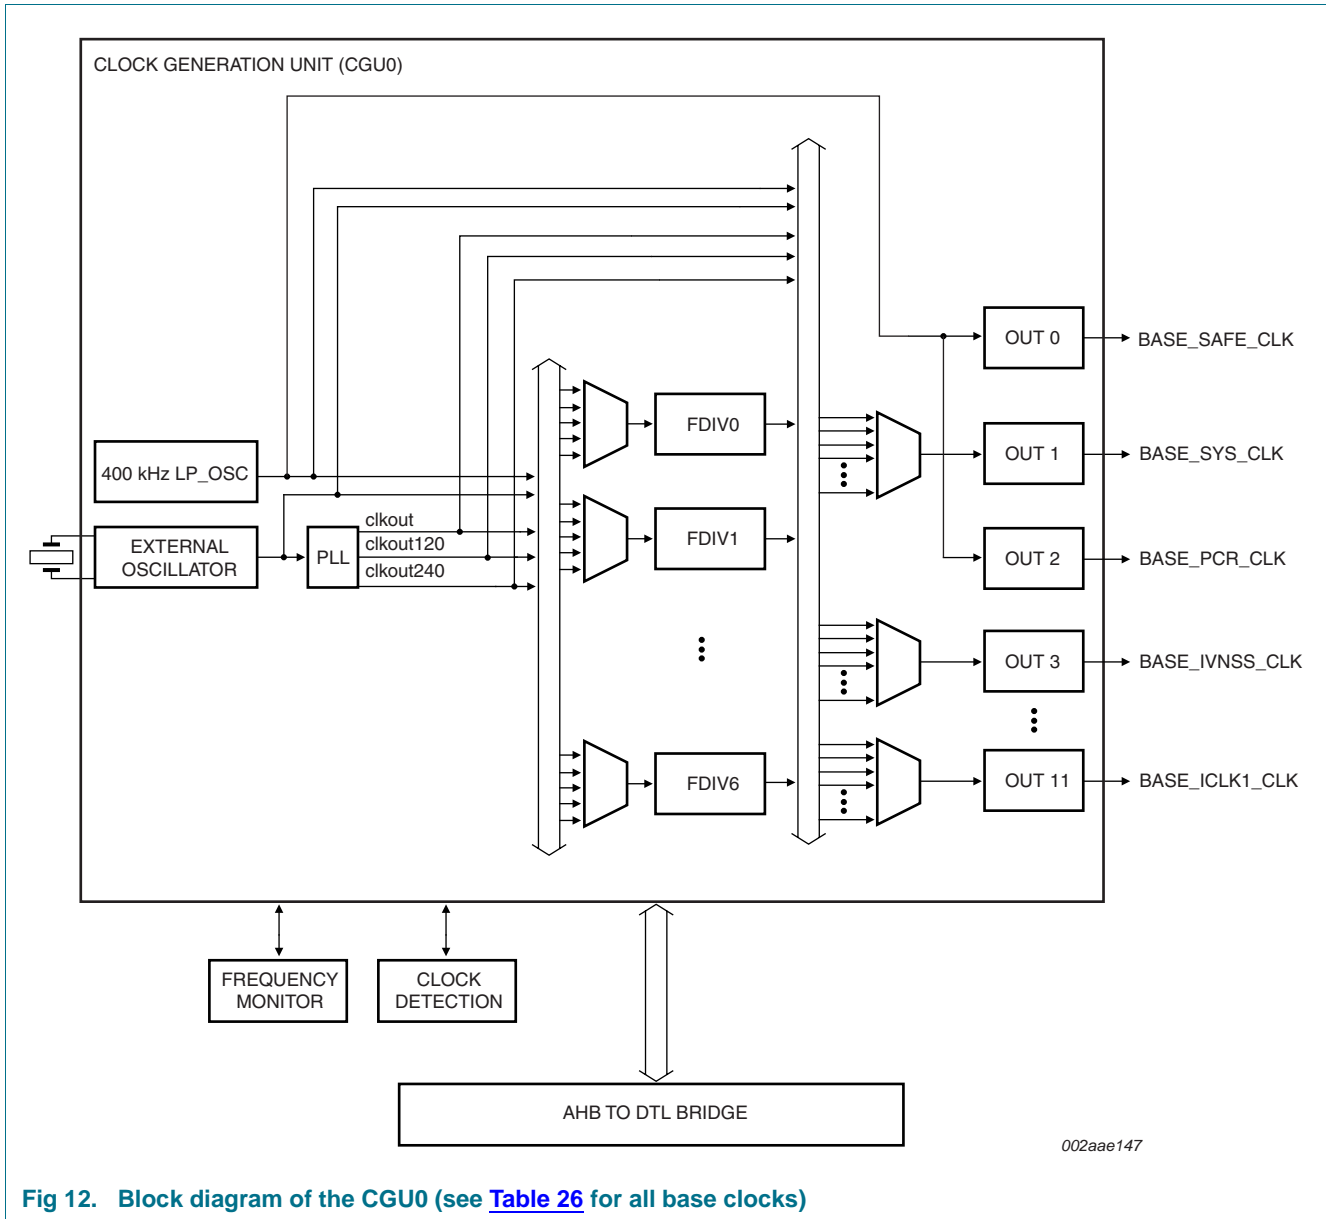 CLOCK GENERATION UNIT (CGU0)
400 kHz LP_OSC
EXTERNAL
OSCILLATOR
PLL
clkout
clkout120
clkout240
FDIV0
FDIV1
FDIV6
OUT 0
BASE_SAFE_CLK
OUT 1
BASE_SYS_CLK
OUT 2
BASE_PCR_CLK
OUT 3
BASE_IVNSS_CLK
OUT 11
BASE_ICLK1_CLK
FREQUENCY
MONITOR
CLOCK
DETECTION
AHB TO DTL BRIDGE
002aae147
Fig 12. Block diagram of the CGU0 (see Table 26 for all base clocks)